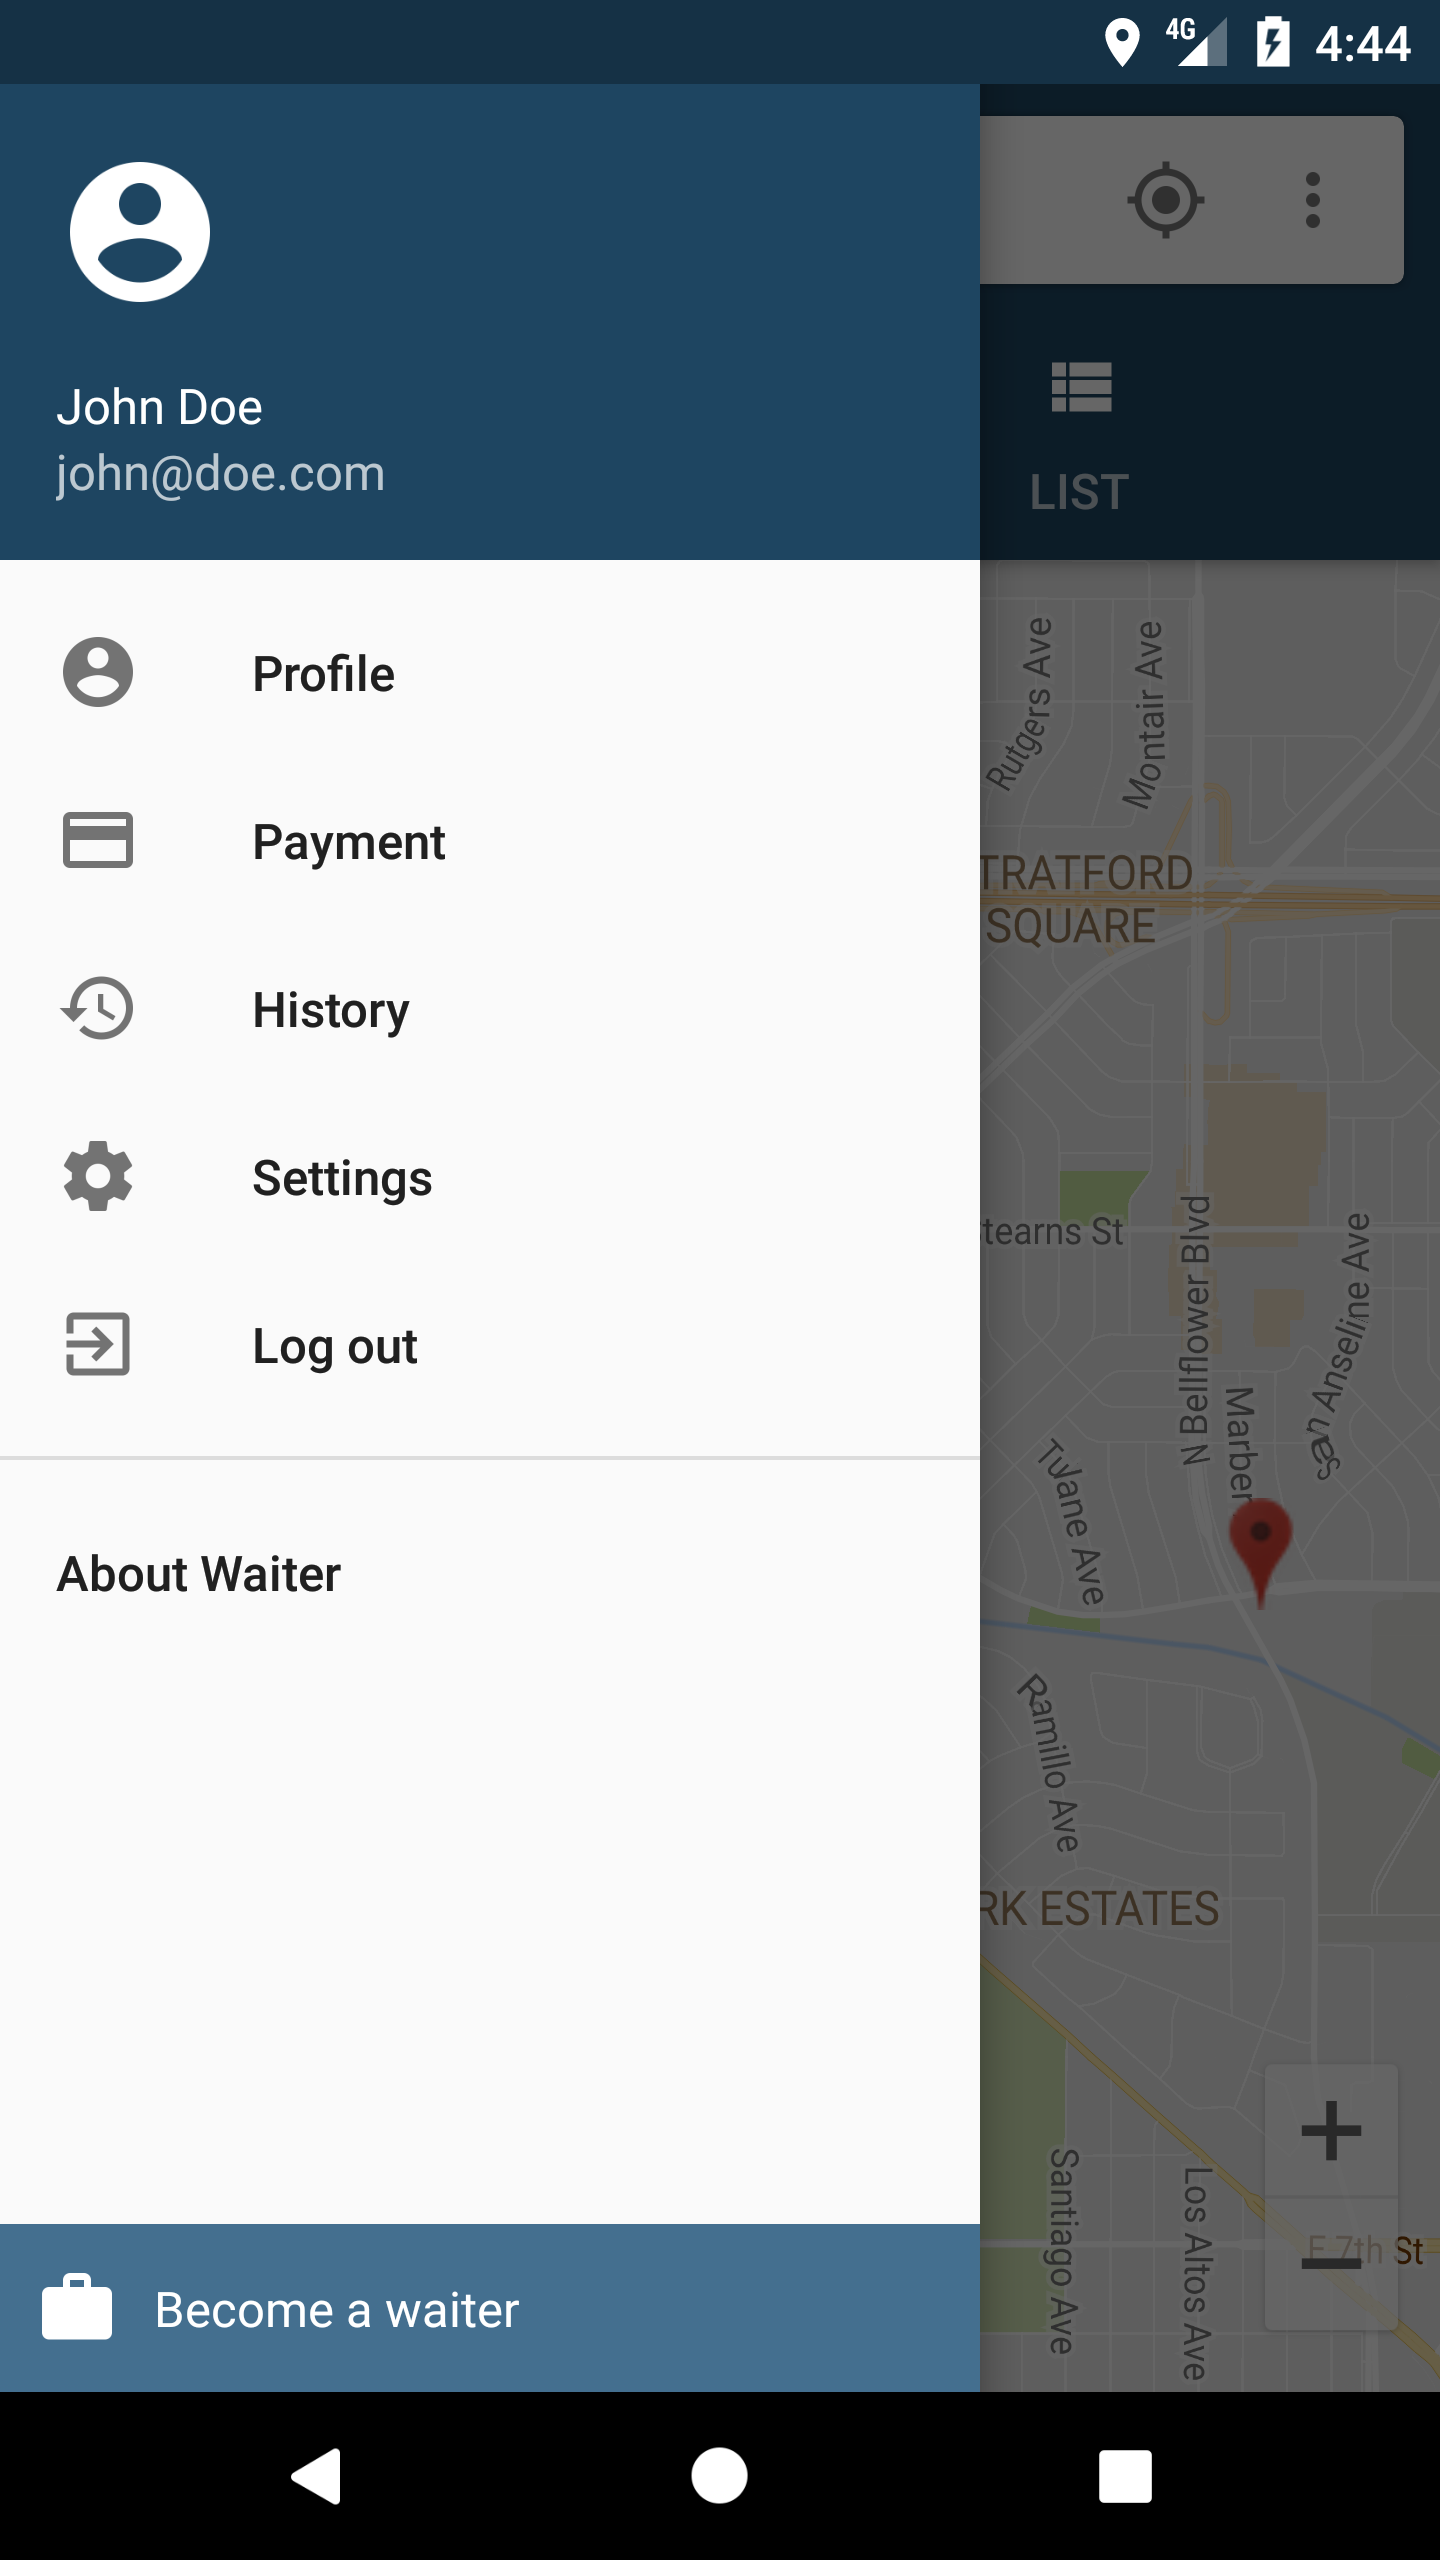 4G 4:44
John Doe
john@doe.com
LIST
Profile
Payment
History
Settings
Log out
About Waiter
Become a waiter
Rutgers Ave
Montair Ave
TRATFORD
SQUARE
tearns St
N Bellflower Blvd
Marber
n Anseline Ave
Tulane Ave
Ramillo Ave
RK ESTATES
Santiago Ave
Los Altos Ave
E 7th St